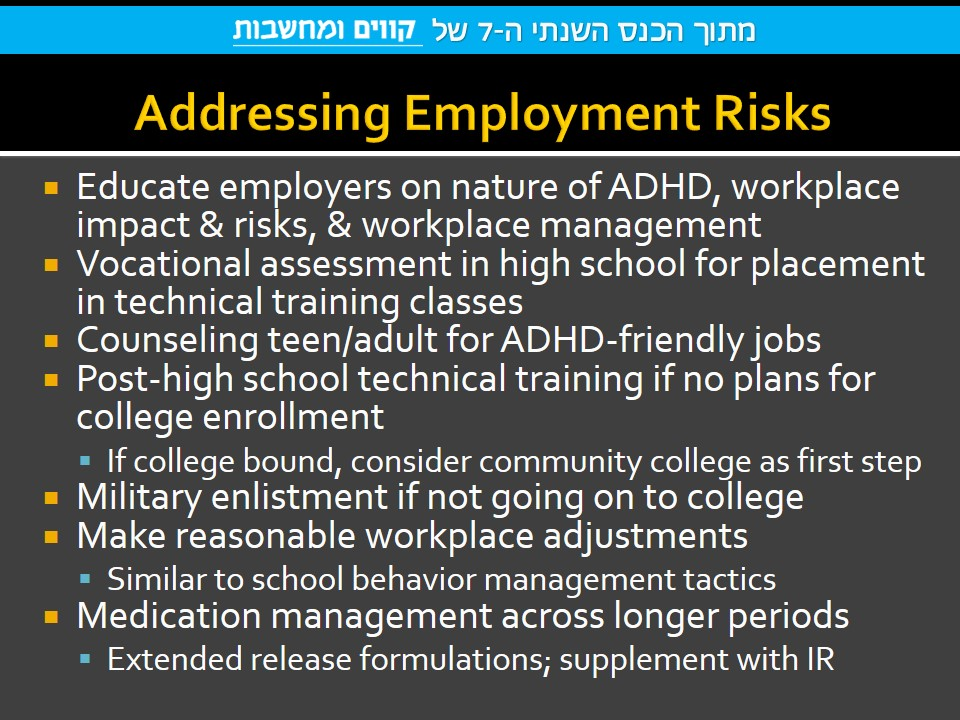 מתוך הכנס השנתי ה-7 של קווים ומחשבות
Addressing Employment Risks
▪ Educate employers on nature of ADHD, workplace
impact & risks, & workplace management
▪ Vocational assessment in high school for placement
in technical training classes
▪ Counseling teen/adult for ADHD-friendly jobs
▪ Post-high school technical training if no plans for
college enrollment
▪ If college bound, consider community college as first step
▪ Military enlistment if not going on to college
▪ Make reasonable workplace adjustments
▪ Similar to school behavior management tactics
▪ Medication management across longer periods
▪ Extended release formulations; supplement with IR